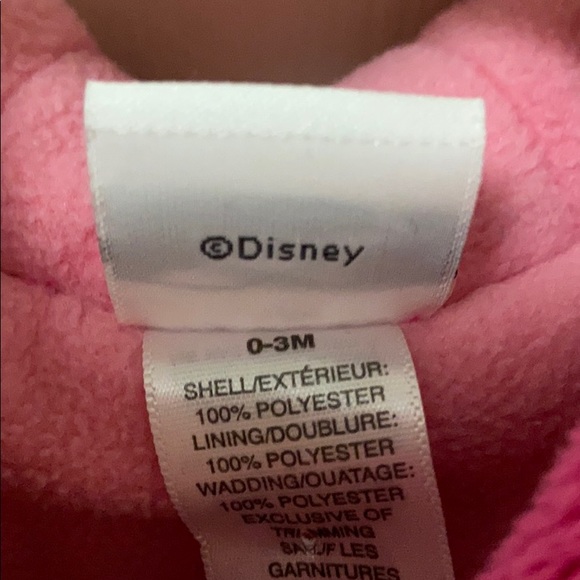 ©Disney
0-3M
SHELL/EXTÉRIEUR:
100% POLYESTER
LINING/DOUBLURE:
100% POLYESTER
WADDING/OUATAGE:
100% POLYESTER
EXCLUSIVE OF
TRIMMING
SAUF LES
GARNITURES